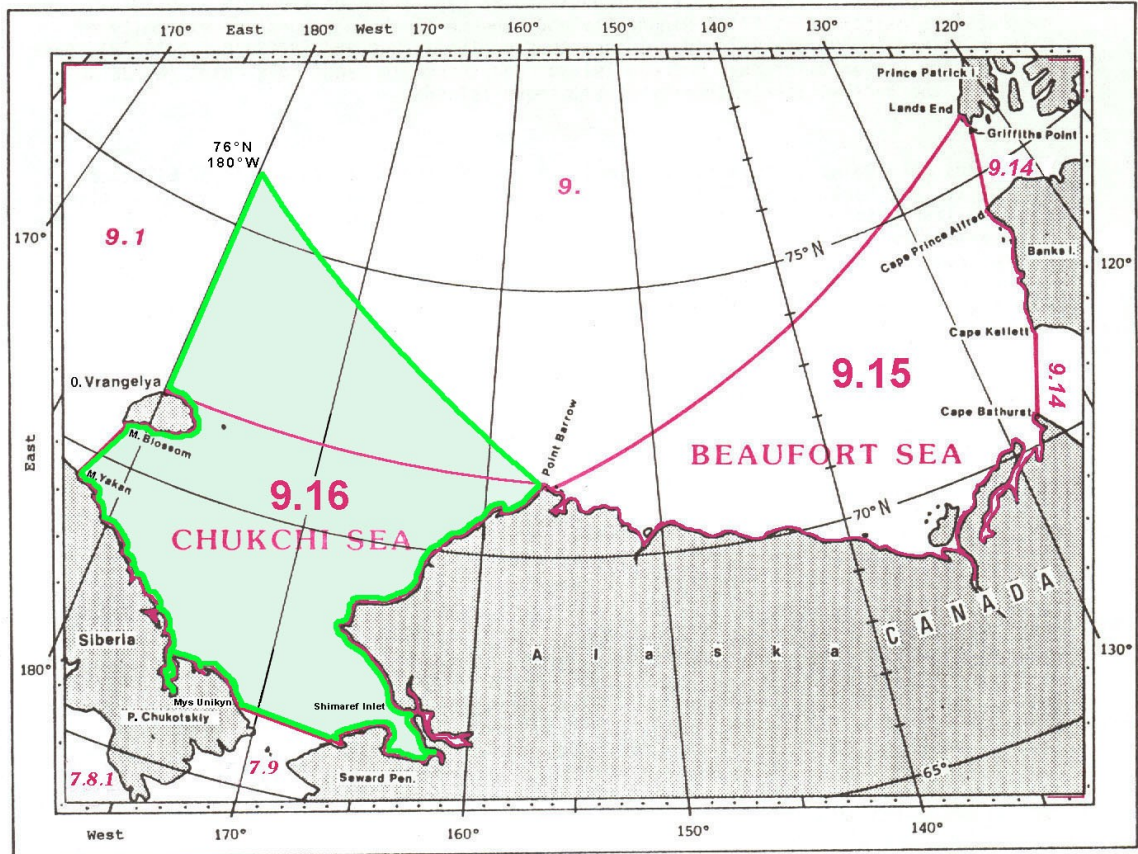 170° East 180° West 170° 160° 150° 140° 130° 120°
Prince Patrick I.
Lands End
Griffiths Point
76°N
180°W
9.
9.14
9.1
170°
75° N
Cape Prince Alfred
Banks I.
120°
Cape Kellett
O. Vrangelya
9.15
9.14
Cape Bathurst
M. Blossom
Point Barrow
East
BEAUFORT SEA
M. Yakan
9.16
70° N
CHUKCHI SEA
CANADA
Siberia
Alaska
130°
180°
Mys Unikyn
Shimaref Inlet
P. Chukotskiy
7.9
7.8.1
Seward Pen.
65°
West 170° 160° 150° 140°